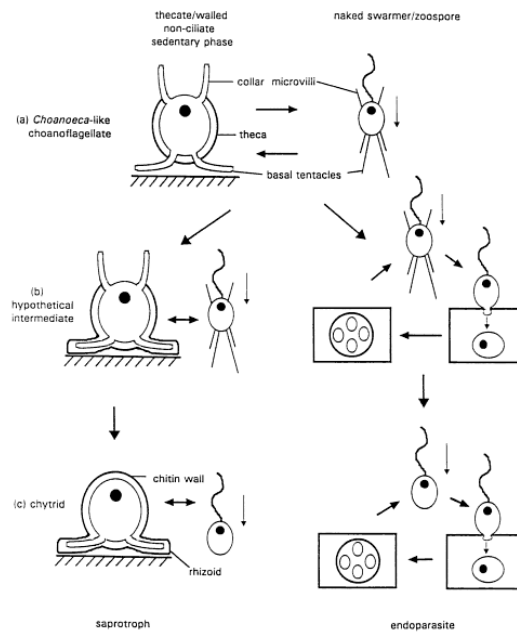 thecate/walled
non-ciliate
sedentary phase
naked swarmer/zoospore
collar microvilli
(a) Choanoeca-like
choanoflagellate
theca
basal tentacles
(b)
hypothetical
intermediate
chitin wall
(c) chytrid
rhizoid
saprotroph
endoparasite